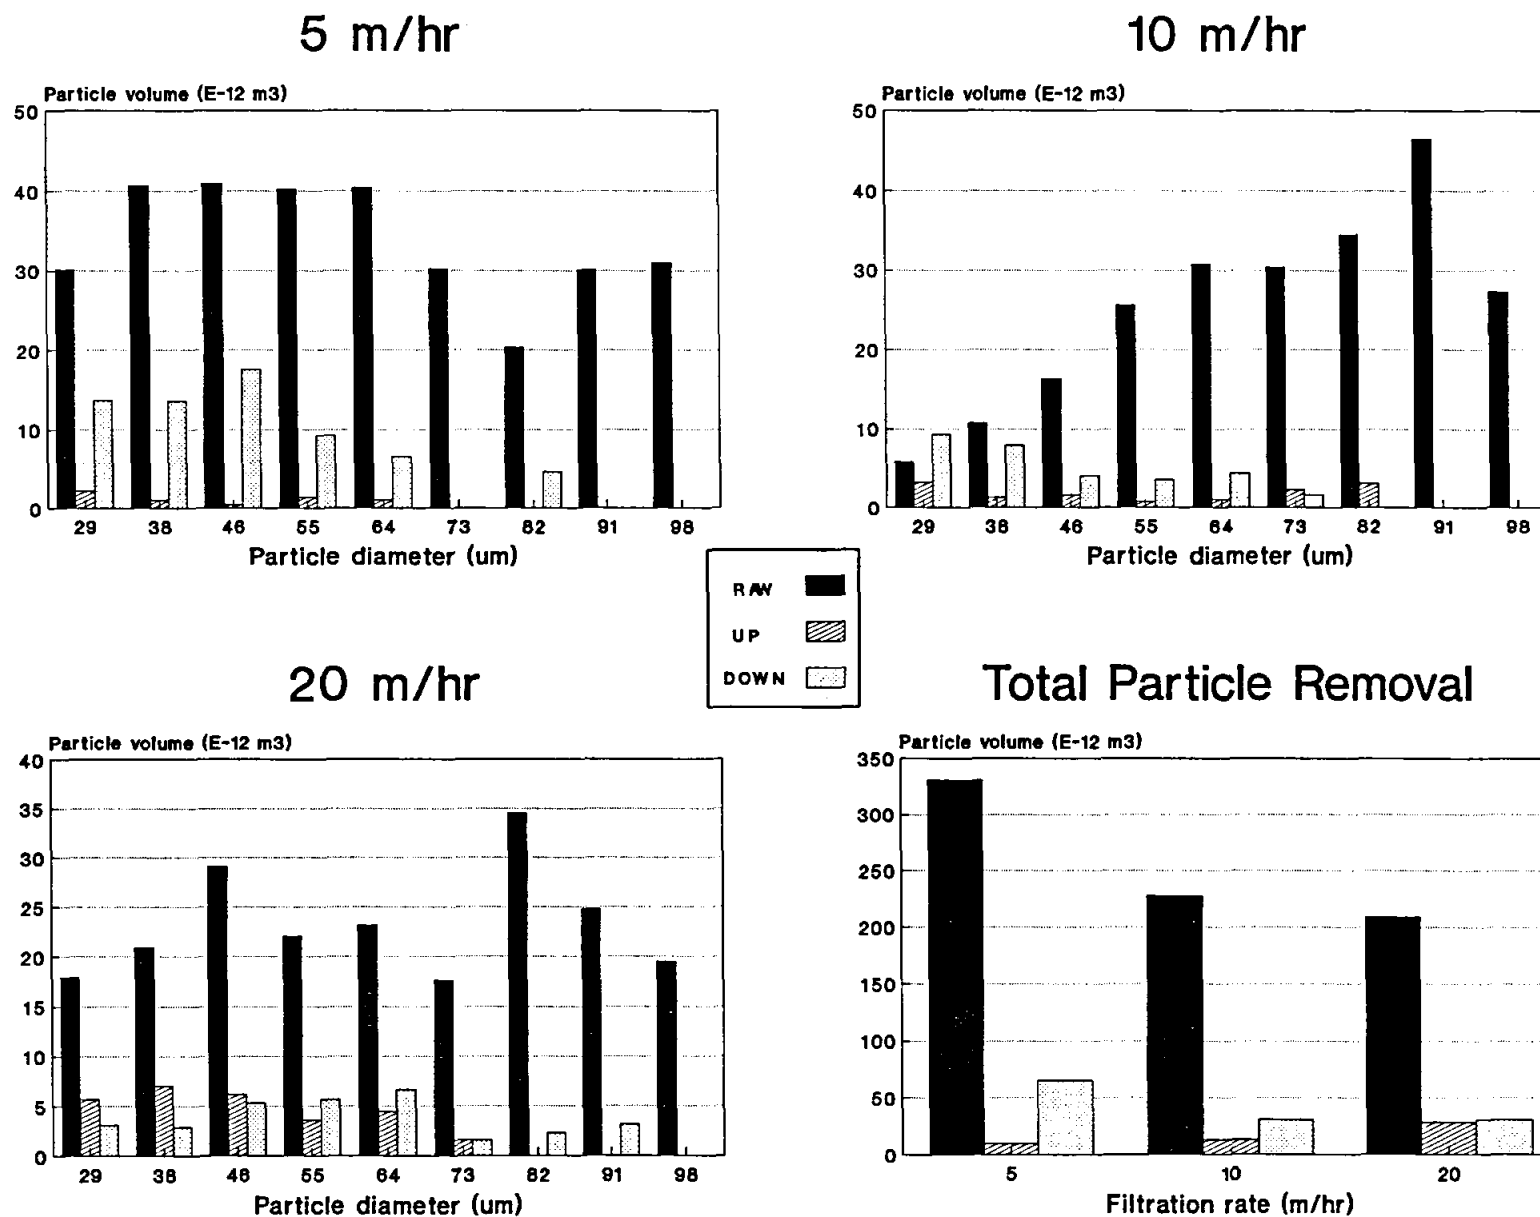 5 m/hr
Particle volume (E-12 m3)
50
40
30
20
10
0
29 38 46 55 64 73 82 91 98
Particle diameter (um)
10 m/hr
Particle volume (E-12 m3)
50
40
30
20
10
0
29 38 46 55 64 73 82 91 98
Particle diameter (um)
RAW
UP
DOWN
20 m/hr
Particle volume (E-12 m3)
40
35
30
25
20
15
10
5
0
29 38 46 55 64 73 82 91 98
Particle diameter (um)
Total Particle Removal
Particle volume (E-12 m3)
350
300
250
200
150
100
50
0
5 10 20
Filtration rate (m/hr)